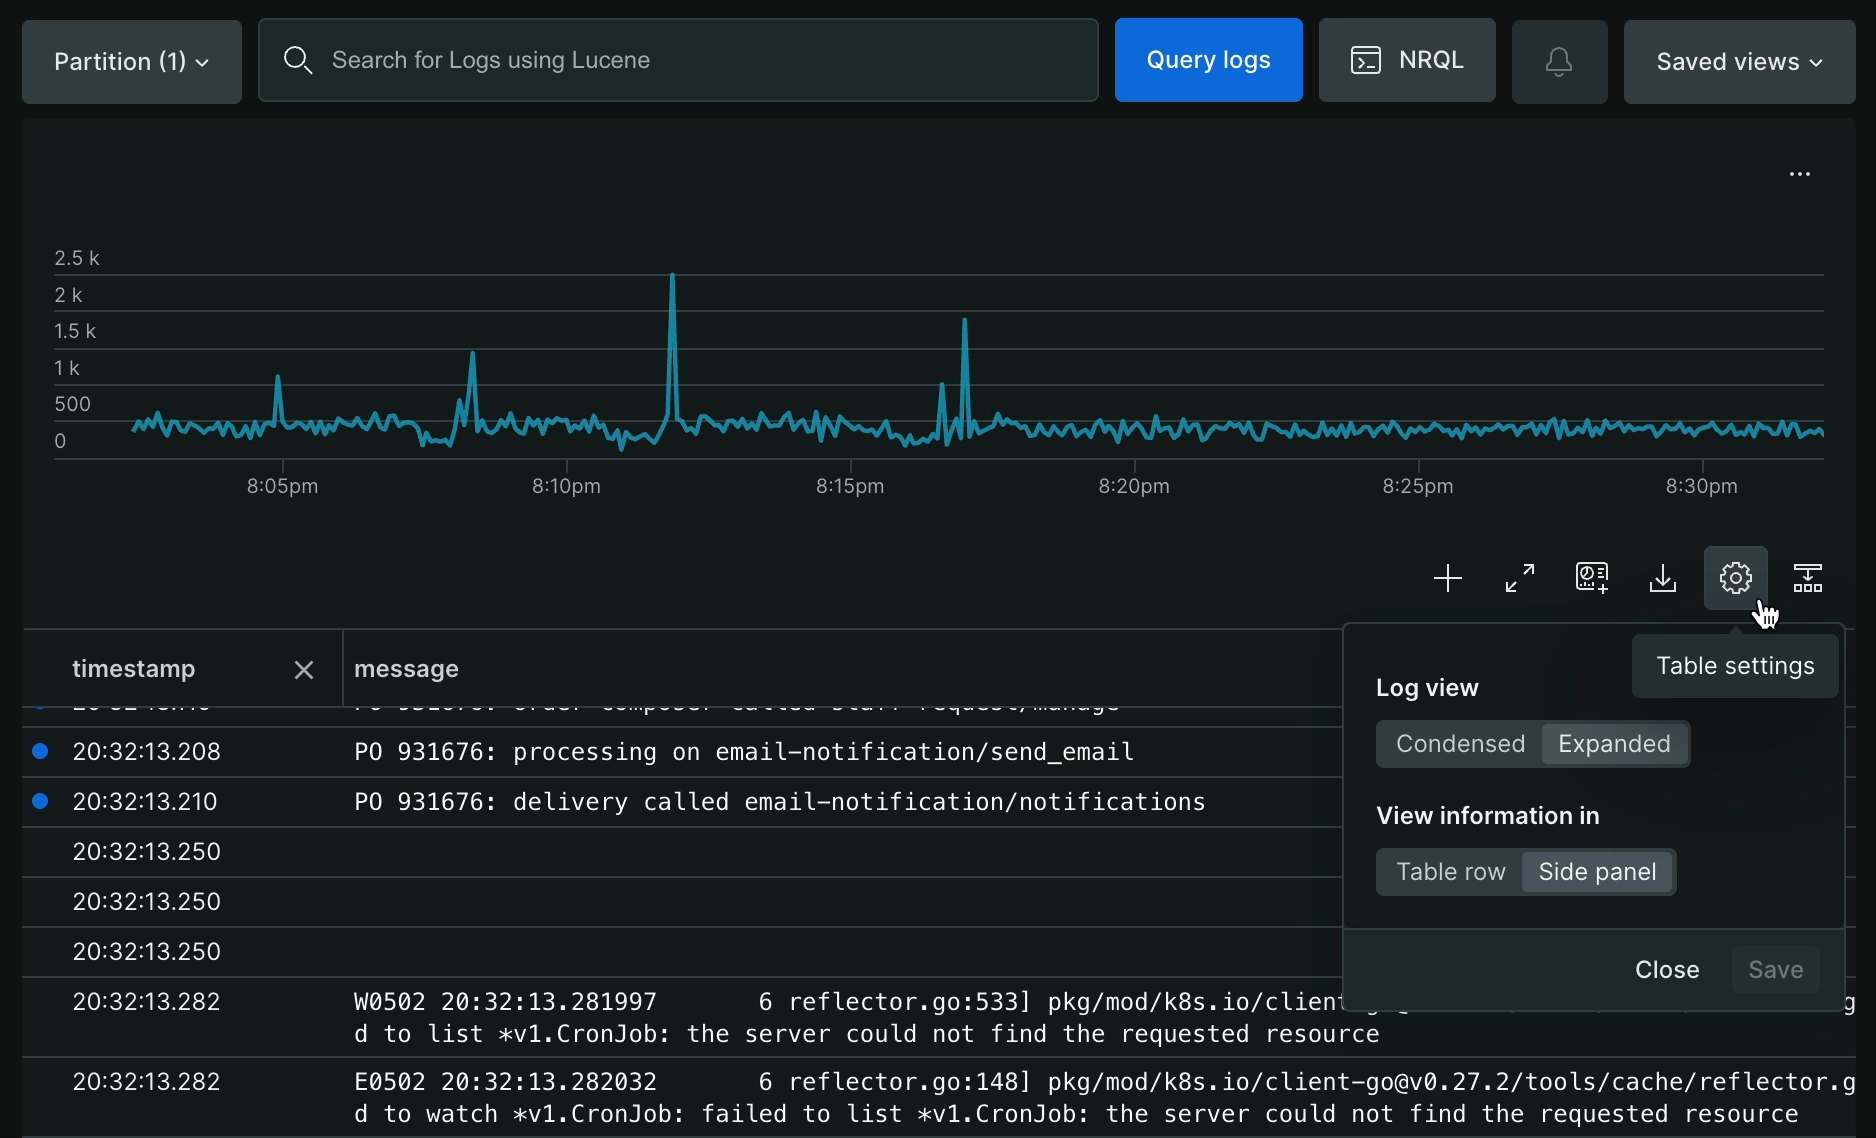 Partition (1)
Search for Logs using Lucene
Query logs
NRQL
Saved views
2.5 k
2 k
1.5 k
1 k
500
0
8:05pm
8:10pm
8:15pm
8:20pm
8:25pm
8:30pm
Table settings
timestamp
message
20:32:13.208 PO 931676: processing on email-notification/send_email
20:32:13.210 PO 931676: delivery called email-notification/notifications
20:32:13.250
20:32:13.250
20:32:13.250
20:32:13.282 W0502 20:32:13.281997 6 reflector.go:533] pkg/mod/k8s.io/client
d to list *v1.CronJob: the server could not find the requested resource
20:32:13.282 E0502 20:32:13.282032 6 reflector.go:148] pkg/mod/k8s.io/client-go@v0.27.2/tools/cache/reflector.g
d to watch *v1.CronJob: failed to list *v1.CronJob: the server could not find the requested resource
Log view
Condensed Expanded
View information in
Table row Side panel
Close Save